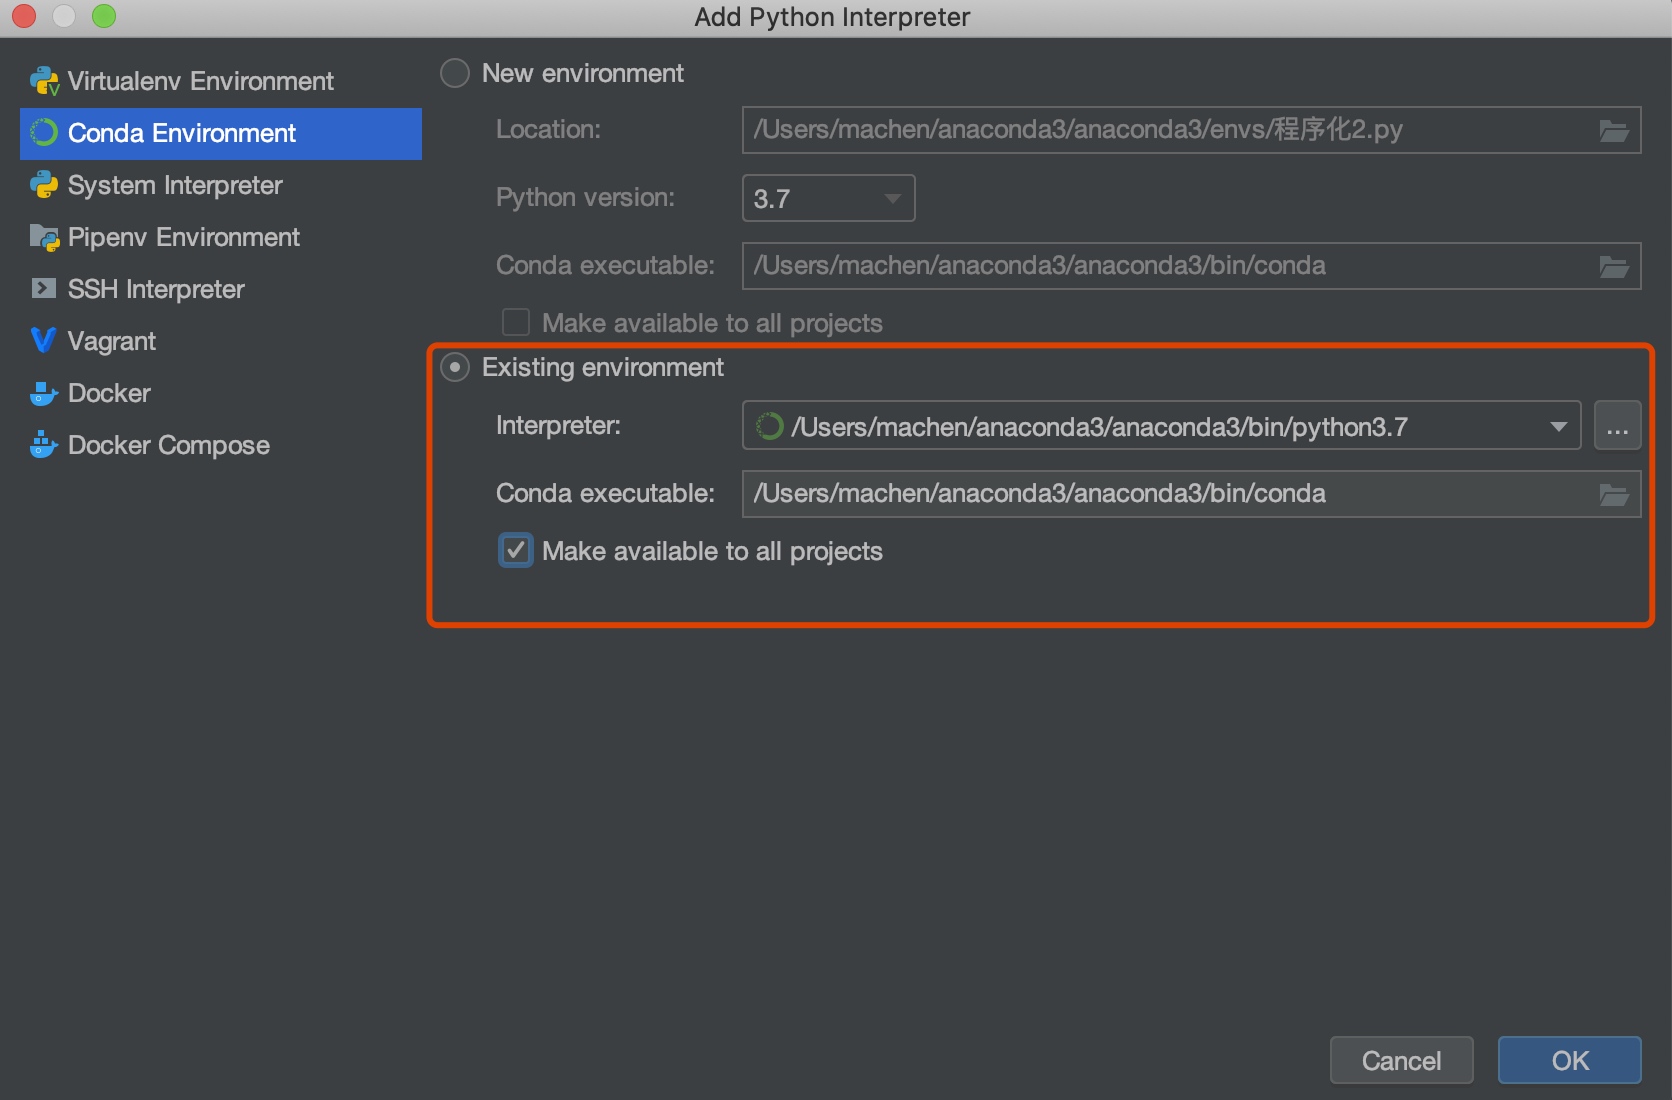 Add Python Interpreter
Virtualenv Environment
Conda Environment
System Interpreter
Pipenv Environment
SSH Interpreter
Vagrant
Docker
Docker Compose
New environment
Location: /Users/machen/anaconda3/anaconda3/envs/程序化2.py
Python version: 3.7
Conda executable: /Users/machen/anaconda3/anaconda3/bin/conda
Make available to all projects
Existing environment
Interpreter: /Users/machen/anaconda3/anaconda3/bin/python3.7 ...
Conda executable: /Users/machen/anaconda3/anaconda3/bin/conda
Make available to all projects
Cancel OK